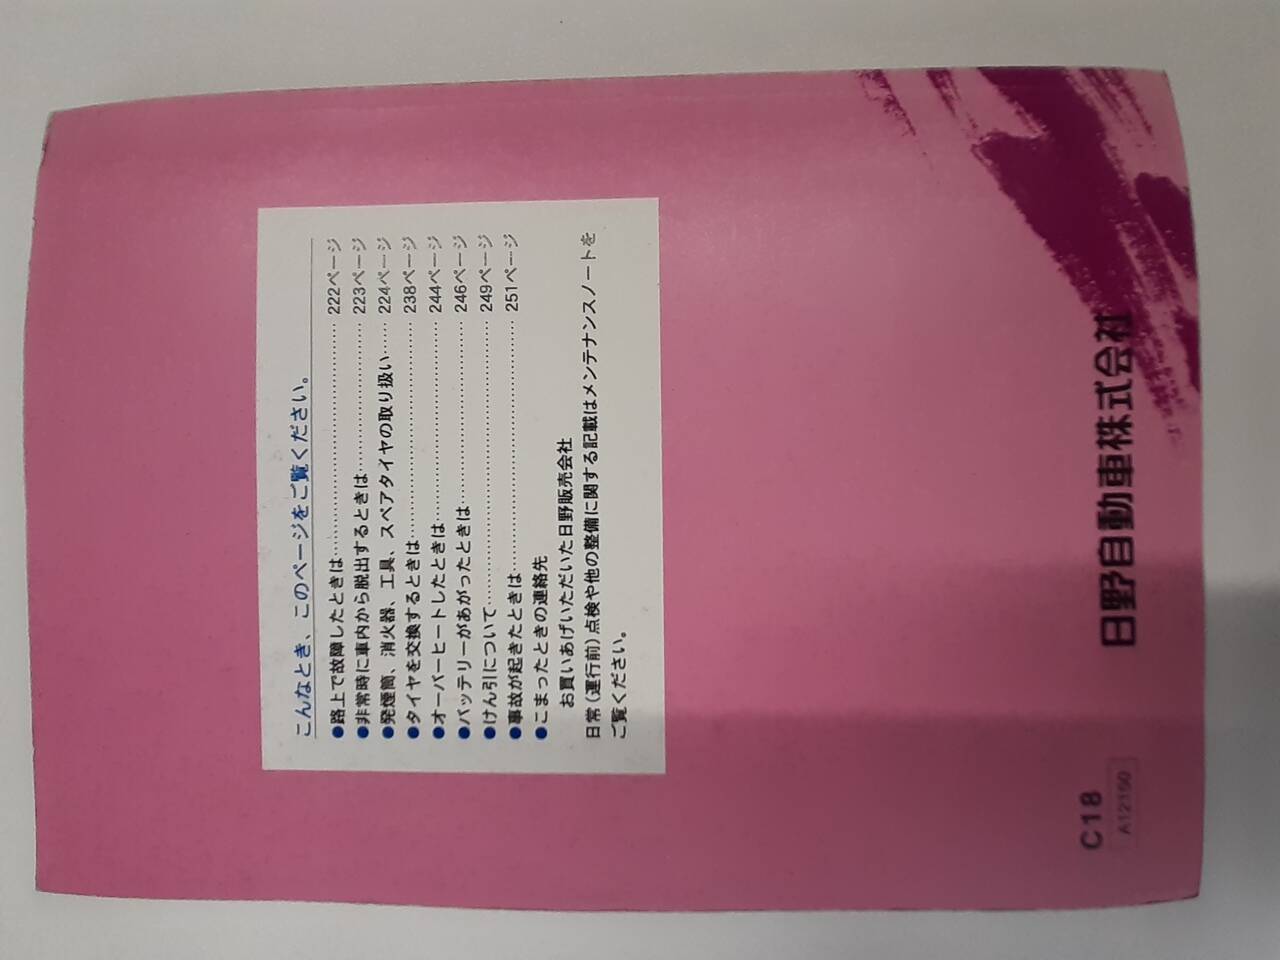 こんなとき、このページをご覧ください。
●路上で故障したときは……………………………222ページ
●非常時に車内から脱出するときは………………223ページ
●発煙筒、消火器、工具、スペアタイヤの取り扱い……224ページ
●タイヤを交換するときは…………………………238ページ
●オーバーヒートしたときは………………………244ページ
●バッテリーがあがったときは……………………246ページ
●けん引について……………………………………249ページ
●事故が起きたときは………………………………251ページ
●こまったときの連絡先
お買いあげいただいた日野販売会社
日常(運行前)点検や他の整備に関する記載はメンテナンスノートを
ご覧ください。
C18
A12150
日野自動車株式会社